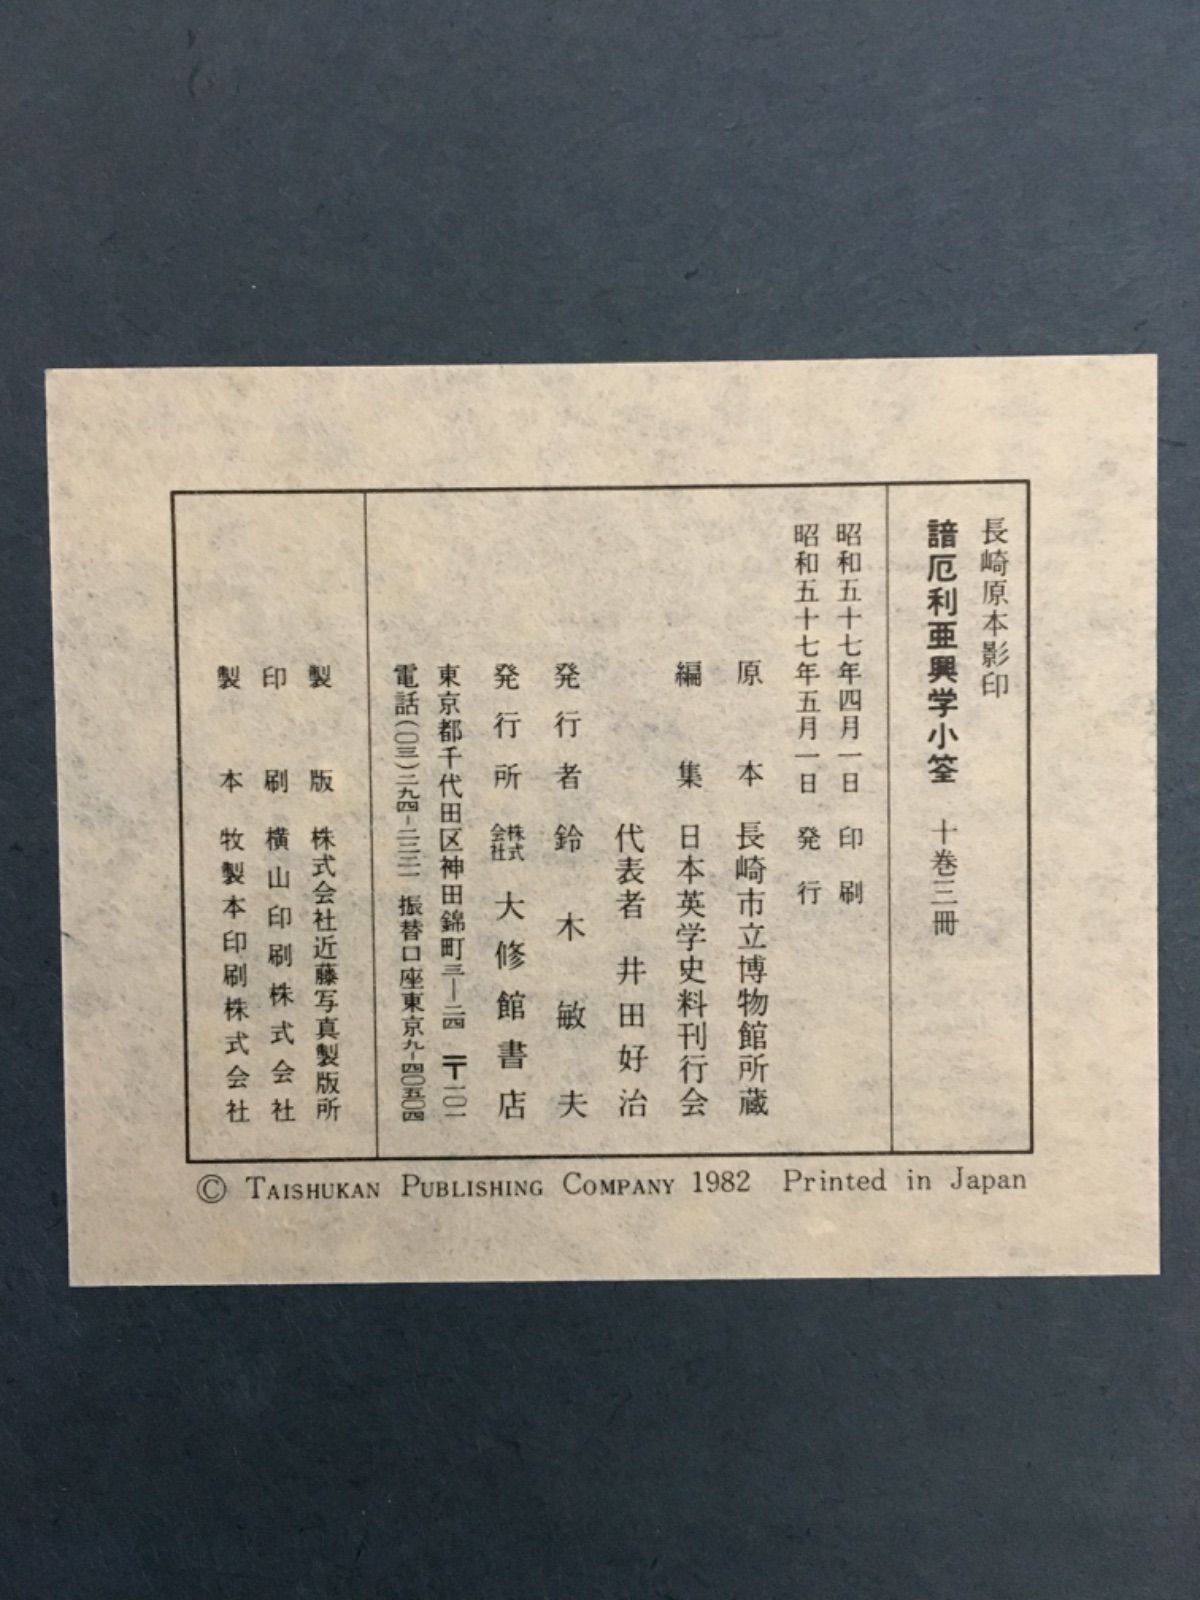 長崎原本影印
諳厄利亜興学小筌 十巻三冊
昭和五十七年四月一日 印刷
昭和五十七年五月一日 発行
原本 長崎市立博物館所蔵
編集 日本英学史料刊行会
代表者 井田好治
発行者 鈴木敏夫
発行所 株式会社 大修館書店
東京都千代田区神田錦町三―二四 〒一〇一
電話(〇三)二九四-二二二一 振替口座東京九-四〇五〇四
製版 株式会社近藤写真製版所
印刷 横山印刷株式会社
製本 牧製本印刷株式会社
© TAISHUKAN PUBLISHING COMPANY 1982 Printed in Japan